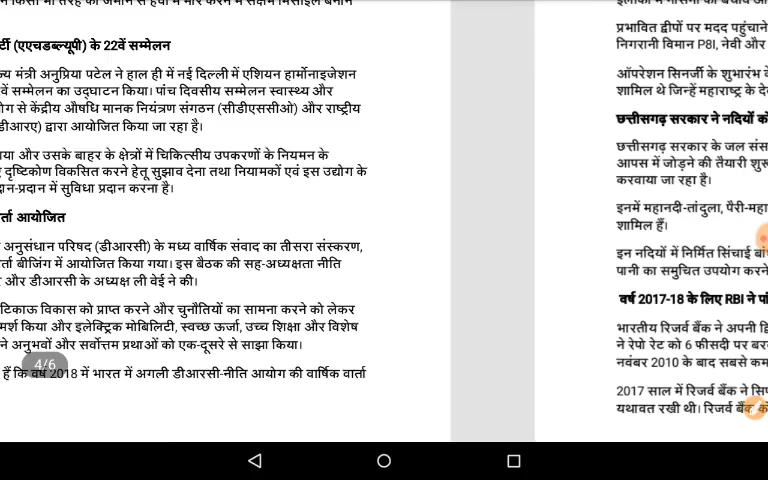 र्टी (एएचडब्ल्यूपी) के 22वें सम्मेलन
ज्य मंत्री अनुप्रिया पटेल ने हाल ही में नई दिल्ली में एशियन हार्मोनाइजेशन
वें सम्मेलन का उद्घाटन किया। पांच दिवसीय सम्मेलन स्वास्थ्य और
ोग से केंद्रीय औषधि मानक नियंत्रण संगठन (सीडीएससीओ) और राष्ट्रीय
डीआरए) द्वारा आयोजित किया जा रहा है।
या और उसके बाहर के क्षेत्रों में चिकित्सीय उपकरणों के नियमन के
दृष्टिकोण विकसित करने हेतु सुझाव देना तथा नियामकों एवं इस उद्योग के
दान-प्रदान में सुविधा प्रदान करना है।
र्ता आयोजित
अनुसंधान परिषद (डीआरसी) के मध्य वार्षिक संवाद का तीसरा संस्करण,
र्ता बीजिंग में आयोजित किया गया। इस बैठक की सह-अध्यक्षता नीति
और डीआरसी के अध्यक्ष ली वेई ने की।
टिकाऊ विकास को प्राप्त करने और चुनौतियों का सामना करने को लेकर
मर्श किया और इलेक्ट्रिक मोबिलिटी, स्वच्छ ऊर्जा, उच्च शिक्षा और विशेष
ने अनुभवों और सर्वोत्तम प्रथाओं को एक-दूसरे से साझा किया।
4/6
हैं कि वर्ष 2018 में भारत में अगली डीआरसी-नीति आयोग की वार्षिक वार्ता
प्रभावित द्वीपों पर मदद पहुंचाने
निगरानी विमान P8I, नेवी और
ऑपरेशन सिनर्जी के शुभारंभ के
शामिल थे जिन्हें महाराष्ट्र के दे
छत्तीसगढ़ सरकार ने नदियों को
छत्तीसगढ़ सरकार के जल संस
आपस में जोड़ने की तैयारी शुरू
करवाया जा रहा है।
इनमें महानदी-तांदुला, पैरी-महा
शामिल हैं।
इन नदियों में निर्मित सिंचाई बां
पानी का समुचित उपयोग करने
वर्ष 2017-18 के लिए RBI ने पां
भारतीय रिजर्व बैंक ने अपनी द्वि
ने रेपो रेट को 6 फीसदी पर बर
नवंबर 2010 के बाद सबसे कम
2017 साल में रिजर्व बैंक ने सिर्
यथावत रखी थी। रिजर्व बैंक को